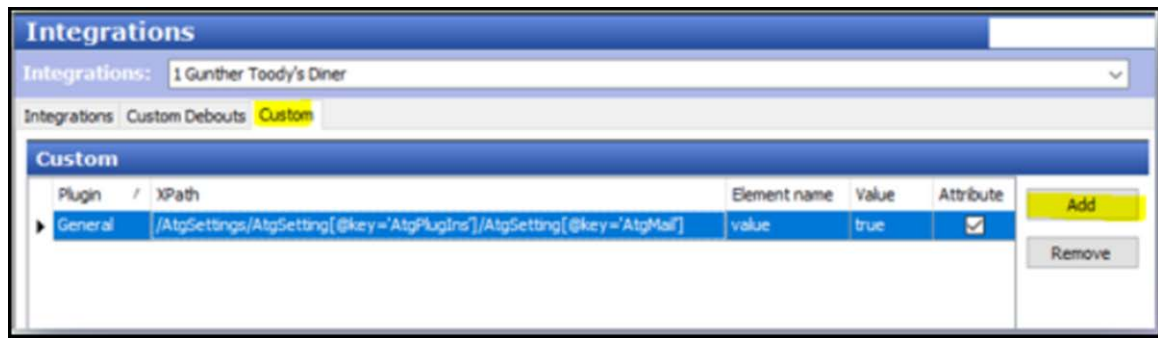 Integrations
Integrations: 1 Gunther Toody's Diner
Integrations Custom Debouts Custom
Custom
Plugin / XPath Element name Value Attribute
Add
General /AtgSettings/AtgSetting[@key='AtgPlugIns']/AtgSetting[@key='AtgMail'] value true
Remove